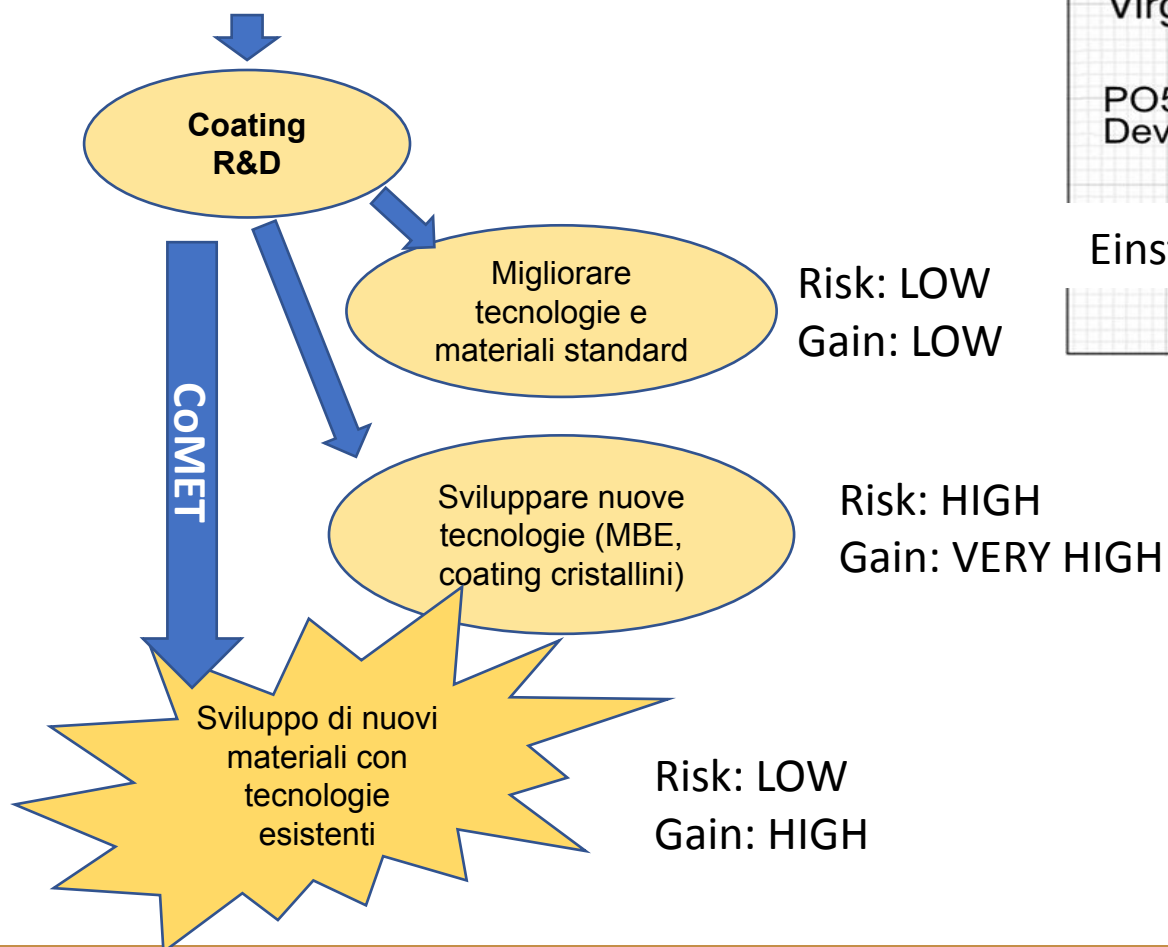 Coating
R&D
Migliorare
tecnologie e
materiali standard
Risk: LOW
Gain: LOW
CoMET
Sviluppare nuove
tecnologie (MBE,
coating cristallini)
Risk: HIGH
Gain: VERY HIGH
Sviluppo di nuovi
materiali con
tecnologie
esistenti
Risk: LOW
Gain: HIGH